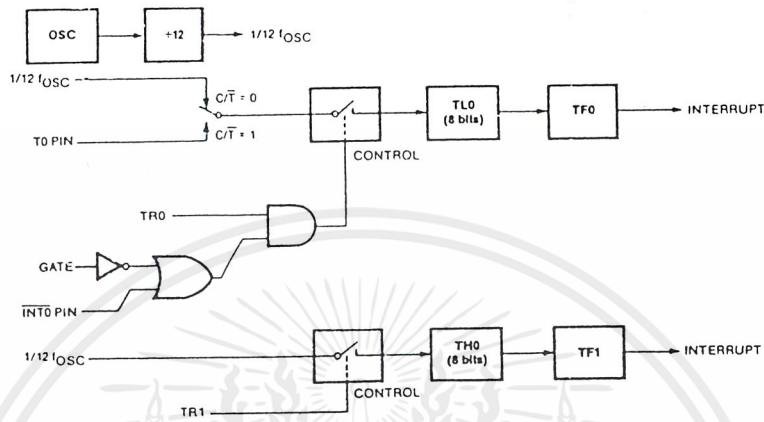 OSC
÷12
1/12 fOSC
1/12 fOSC
C/T̅ = 0
TL0
(8 bits)
TF0
INTERRUPT
T0 PIN
C/T̅ = 1
CONTROL
TR0
GATE
I̅N̅T̅0̅ PIN
1/12 fOSC
TH0
(8 bits)
TF1
INTERRUPT
CONTROL
TR1